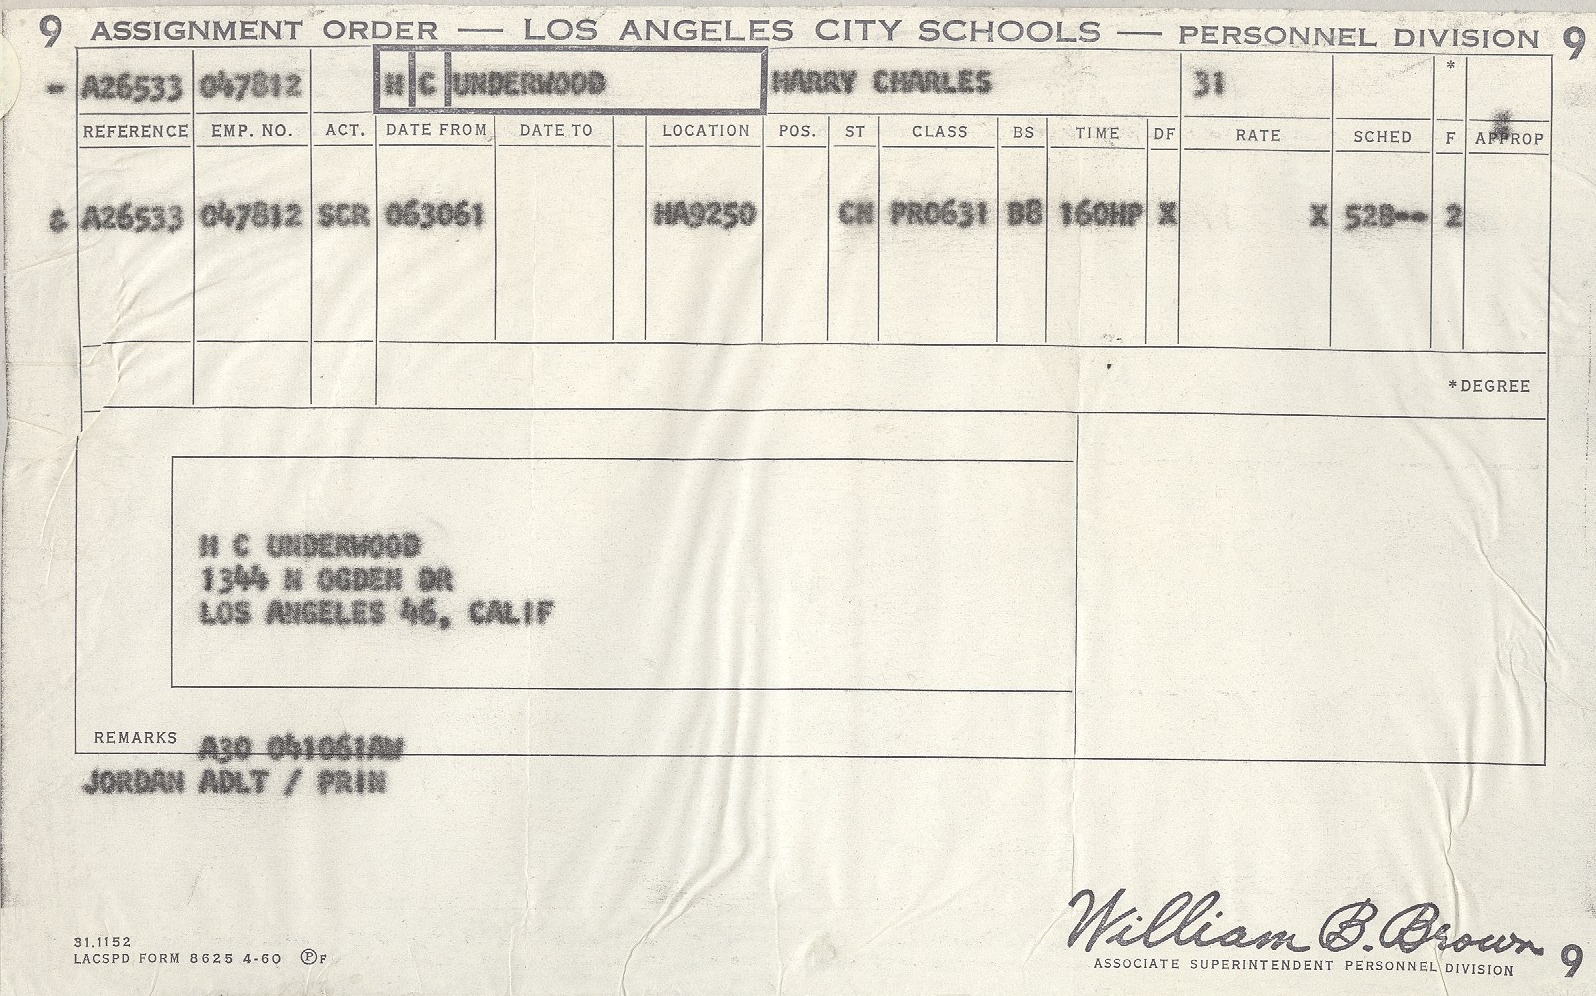 9 ASSIGNMENT ORDER — LOS ANGELES CITY SCHOOLS — PERSONNEL DIVISION 9
- A26533 047812 H C UNDERWOOD HARRY CHARLES 31 *
REFERENCE EMP. NO. ACT. DATE FROM DATE TO LOCATION POS. ST CLASS BS TIME DF RATE SCHED F APPROP
& A26533 047812 SCR 063061 HA9250 CN PR0631 B8 160HP X X 528-- 2
*DEGREE
H C UNDERWOOD
1344 N OGDEN DR
LOS ANGELES 46, CALIF
REMARKS A30 041061AW
JORDAN ADLT / PRIN
William B. Brown
31.1152
LACSPD FORM 8625 4-60 PF
ASSOCIATE SUPERINTENDENT PERSONNEL DIVISION 9